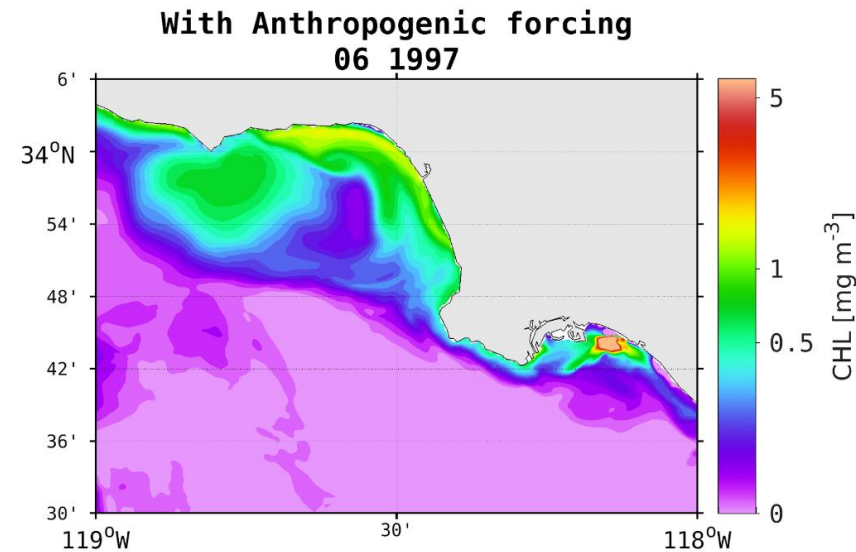 With Anthropogenic forcing
06 1997
6'
34°N
54'
48'
42'
36'
30'
119°W
30'
118°W
5
1
0.5
0
CHL [mg m⁻³]